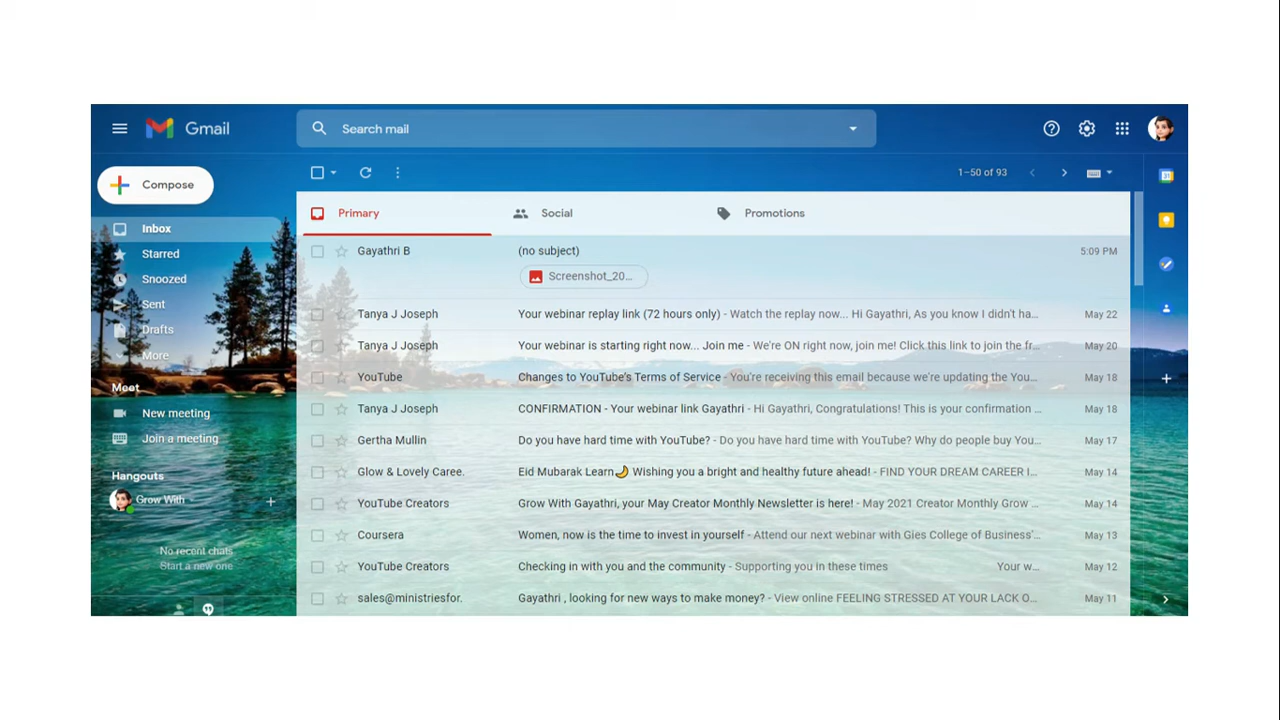 Gmail
Search mail
Compose
1–50 of 93
Inbox
Starred
Snoozed
Sent
Drafts
More
Meet
New meeting
Join a meeting
Hangouts
Grow With
No recent chats
Start a new one
Primary Social Promotions
Gayathri B (no subject) 5:09 PM
Screenshot_20...
Tanya J Joseph Your webinar replay link (72 hours only) - Watch the replay now... Hi Gayathri, As you know I didn't ha... May 22
Tanya J Joseph Your webinar is starting right now... Join me - We're ON right now, join me! Click this link to join the fr... May 20
YouTube Changes to YouTube's Terms of Service - You're receiving this email because we're updating the You... May 18
Tanya J Joseph CONFIRMATION - Your webinar link Gayathri - Hi Gayathri, Congratulations! This is your confirmation ... May 18
Gertha Mullin Do you have hard time with YouTube? - Do you have hard time with YouTube? Why do people buy You... May 17
Glow & Lovely Caree. Eid Mubarak Learn🌙 Wishing you a bright and healthy future ahead! - FIND YOUR DREAM CAREER I... May 14
YouTube Creators Grow With Gayathri, your May Creator Monthly Newsletter is here! - May 2021 Creator Monthly Grow ... May 14
Coursera Women, now is the time to invest in yourself - Attend our next webinar with Gies College of Business'... May 13
YouTube Creators Checking in with you and the community - Supporting you in these times Your w... May 12
sales@ministriesfor. Gayathri , looking for new ways to make money? - View online FEELING STRESSED AT YOUR LACK O... May 11